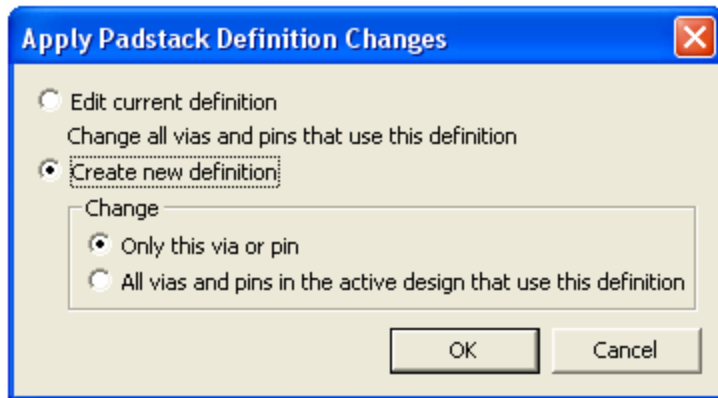 Apply Padstack Definition Changes
Edit current definition
Change all vias and pins that use this definition
Create new definition
Change
Only this via or pin
All vias and pins in the active design that use this definition
OK Cancel